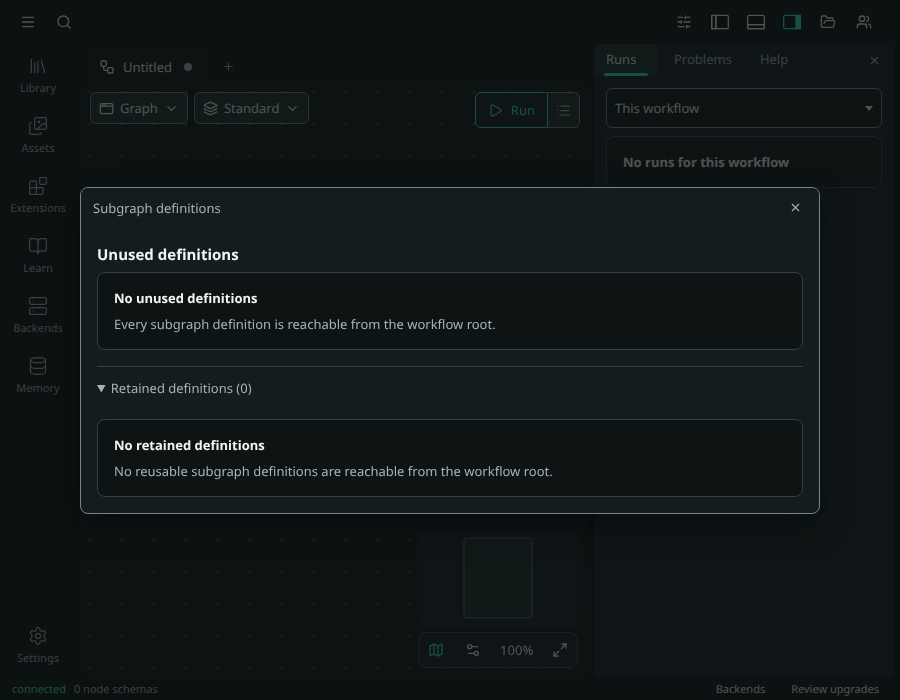 Untitled
Runs
Problems
Help
Library
Assets
Extensions
Learn
Backends
Memory
Settings
Graph
Standard
Run
This workflow
No runs for this workflow
Subgraph definitions
Unused definitions
No unused definitions
Every subgraph definition is reachable from the workflow root.
Retained definitions (0)
No retained definitions
No reusable subgraph definitions are reachable from the workflow root.
100%
connected
0 node schemas
Backends
Review upgrades